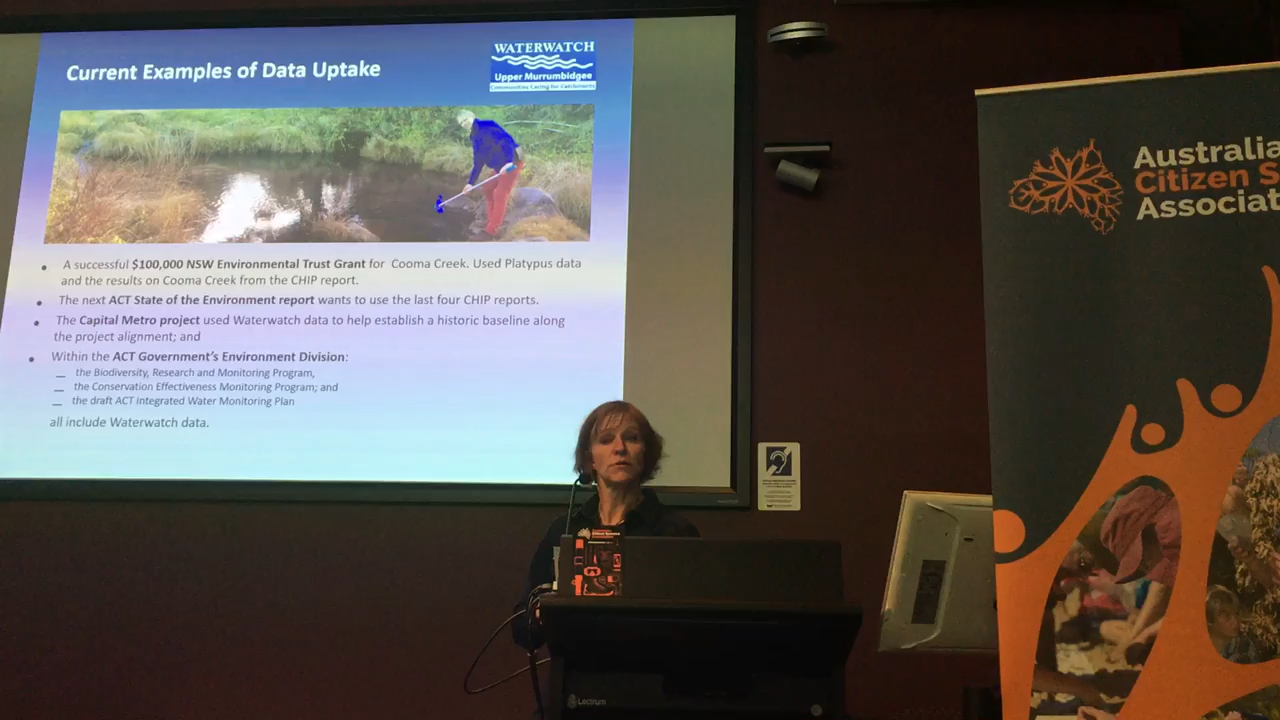 Current Examples of Data Uptake
WATERWATCH
Upper Murrumbidgee
Communities Caring for Catchments
• A successful $100,000 NSW Environmental Trust Grant for Cooma Creek. Used Platypus data
and the results on Cooma Creek from the CHIP report.
• The next ACT State of the Environment report wants to use the last four CHIP reports.
• The Capital Metro project used Waterwatch data to help establish a historic baseline along
the project alignment; and
• Within the ACT Government's Environment Division:
— the Biodiversity, Research and Monitoring Program,
— the Conservation Effectiveness Monitoring Program; and
— the draft ACT integrated Water Monitoring Plan
all include Waterwatch data.
Australia
Citizen S
Associat
Lectrum